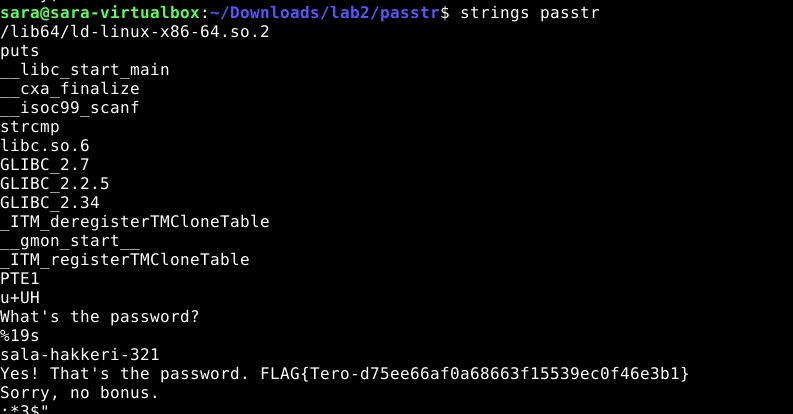 sara@sara-virtualbox:~/Downloads/lab2/passtr$ strings passtr
/lib64/ld-linux-x86-64.so.2
puts
__libc_start_main
__cxa_finalize
__isoc99_scanf
strcmp
libc.so.6
GLIBC_2.7
GLIBC_2.2.5
GLIBC_2.34
_ITM_deregisterTMCloneTable
__gmon_start__
_ITM_registerTMCloneTable
PTE1
u+UH
What's the password?
%19s
sala-hakkeri-321
Yes! That's the password. FLAG{Tero-d75ee66af0a68663f15539ec0f46e3b1}
Sorry, no bonus.
:*3$"